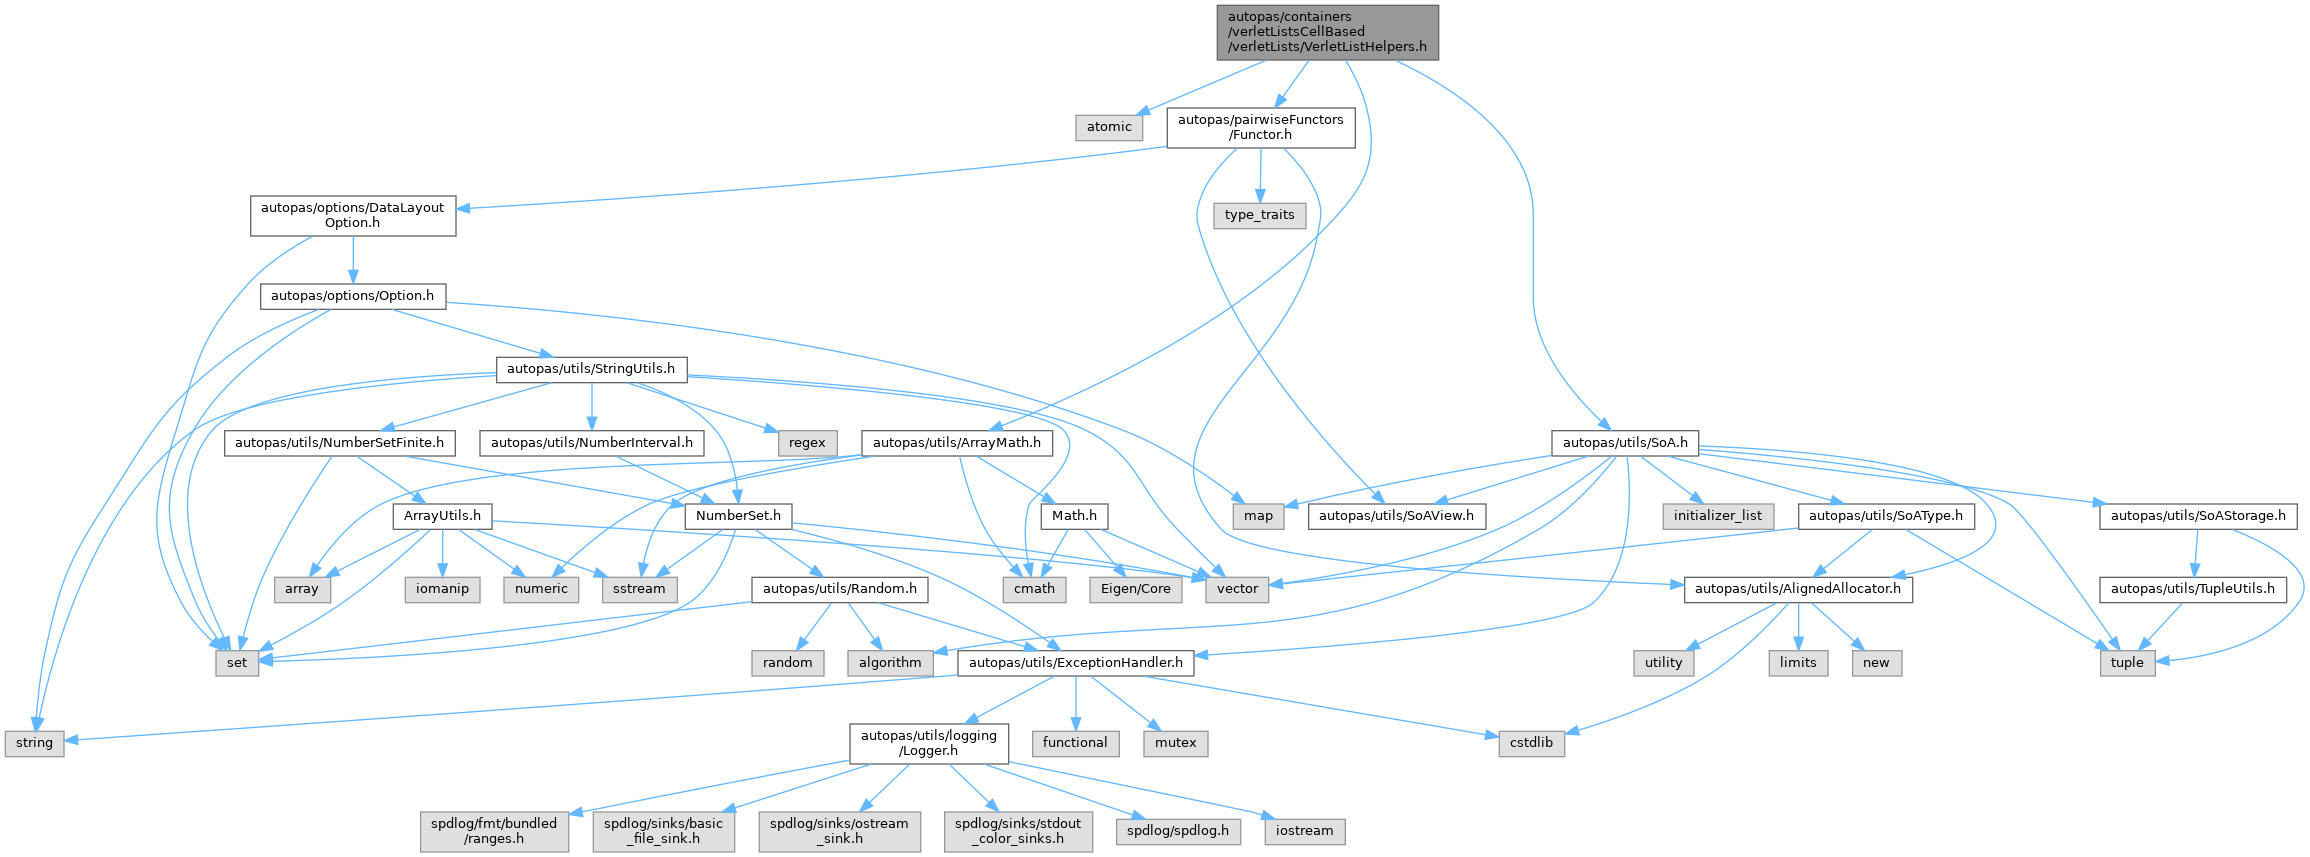 autopas/containers
/verletListsCellBased
/verletLists/VerletListHelpers.h
atomic
autopas/pairwiseFunctors
/Functor.h
autopas/options/DataLayout
Option.h
type_traits
autopas/options/Option.h
autopas/utils/StringUtils.h
autopas/utils/NumberSetFinite.h
autopas/utils/NumberInterval.h
regex
autopas/utils/ArrayMath.h
autopas/utils/SoA.h
ArrayUtils.h
NumberSet.h
Math.h
map
autopas/utils/SoAView.h
initializer_list
autopas/utils/SoAType.h
autopas/utils/SoAStorage.h
array
iomanip
numeric
sstream
autopas/utils/Random.h
cmath
Eigen/Core
vector
autopas/utils/AlignedAllocator.h
autopas/utils/TupleUtils.h
set
random
algorithm
autopas/utils/ExceptionHandler.h
utility
limits
new
tuple
string
autopas/utils/logging
/Logger.h
functional
mutex
cstdlib
spdlog/fmt/bundled
/ranges.h
spdlog/sinks/basic
_file_sink.h
spdlog/sinks/ostream
_sink.h
spdlog/sinks/stdout
_color_sinks.h
spdlog/spdlog.h
iostream